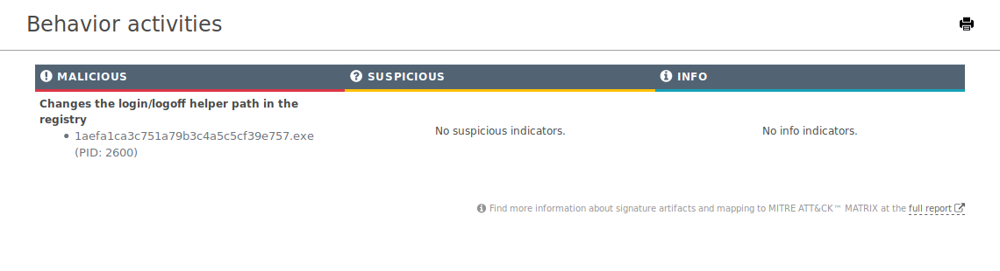 Behavior activities
MALICIOUS
SUSPICIOUS
INFO
Changes the login/logoff helper path in the
registry
• 1aefa1ca3c751a79b3c4a5c5cf39e757.exe
(PID: 2600)
No suspicious indicators.
No info indicators.
Find more information about signature artifacts and mapping to MITRE ATT&CK™ MATRIX at the full report